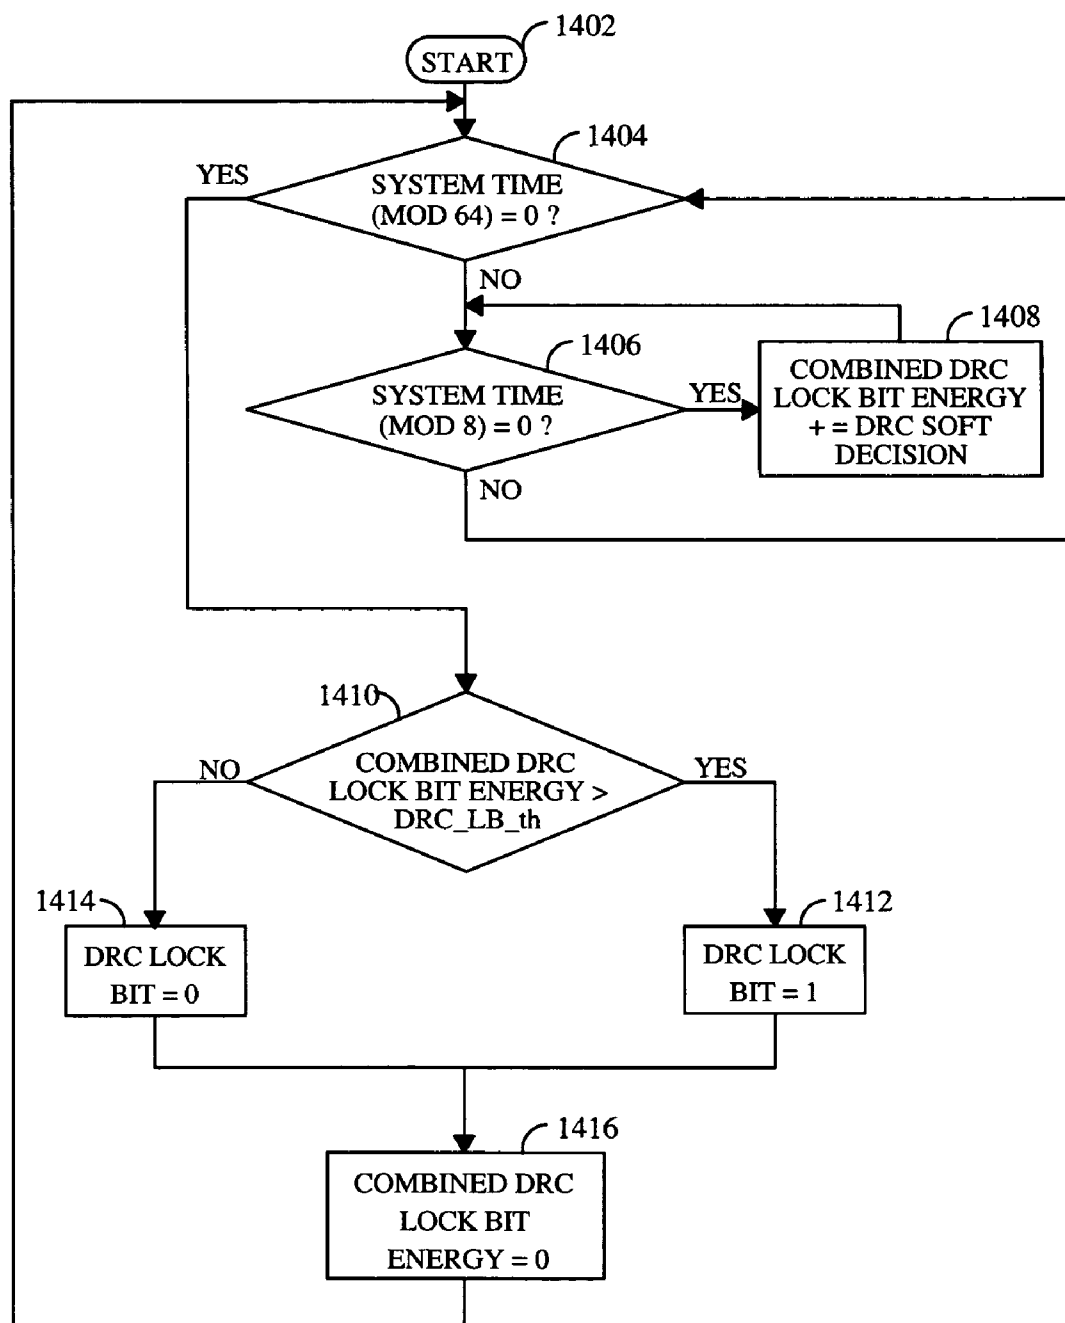 1402
START
1404
YES
SYSTEM TIME
(MOD 64) = 0 ?
NO
1408
1406
COMBINED DRC
LOCK BIT ENERGY
+ = DRC SOFT
DECISION
SYSTEM TIME
(MOD 8) = 0 ?
YES
NO
1410
NO
COMBINED DRC
LOCK BIT ENERGY >
DRC_LB_th
YES
1414
DRC LOCK
BIT = 0
1412
DRC LOCK
BIT = 1
1416
COMBINED DRC
LOCK BIT
ENERGY = 0